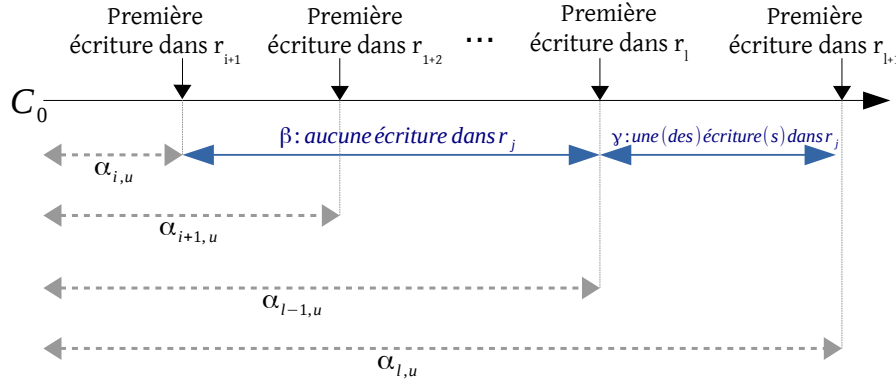 Première
écriture dans r_{i+1}
Première
écriture dans r_{1+2}
...
Première
écriture dans r_l
Première
écriture dans r_{l+1}
C_0
β : aucune écriture dans r_j
γ : une (des) écriture(s) dans r_j
α_{i,u}
α_{i+1,u}
α_{l-1,u}
α_{l,u}